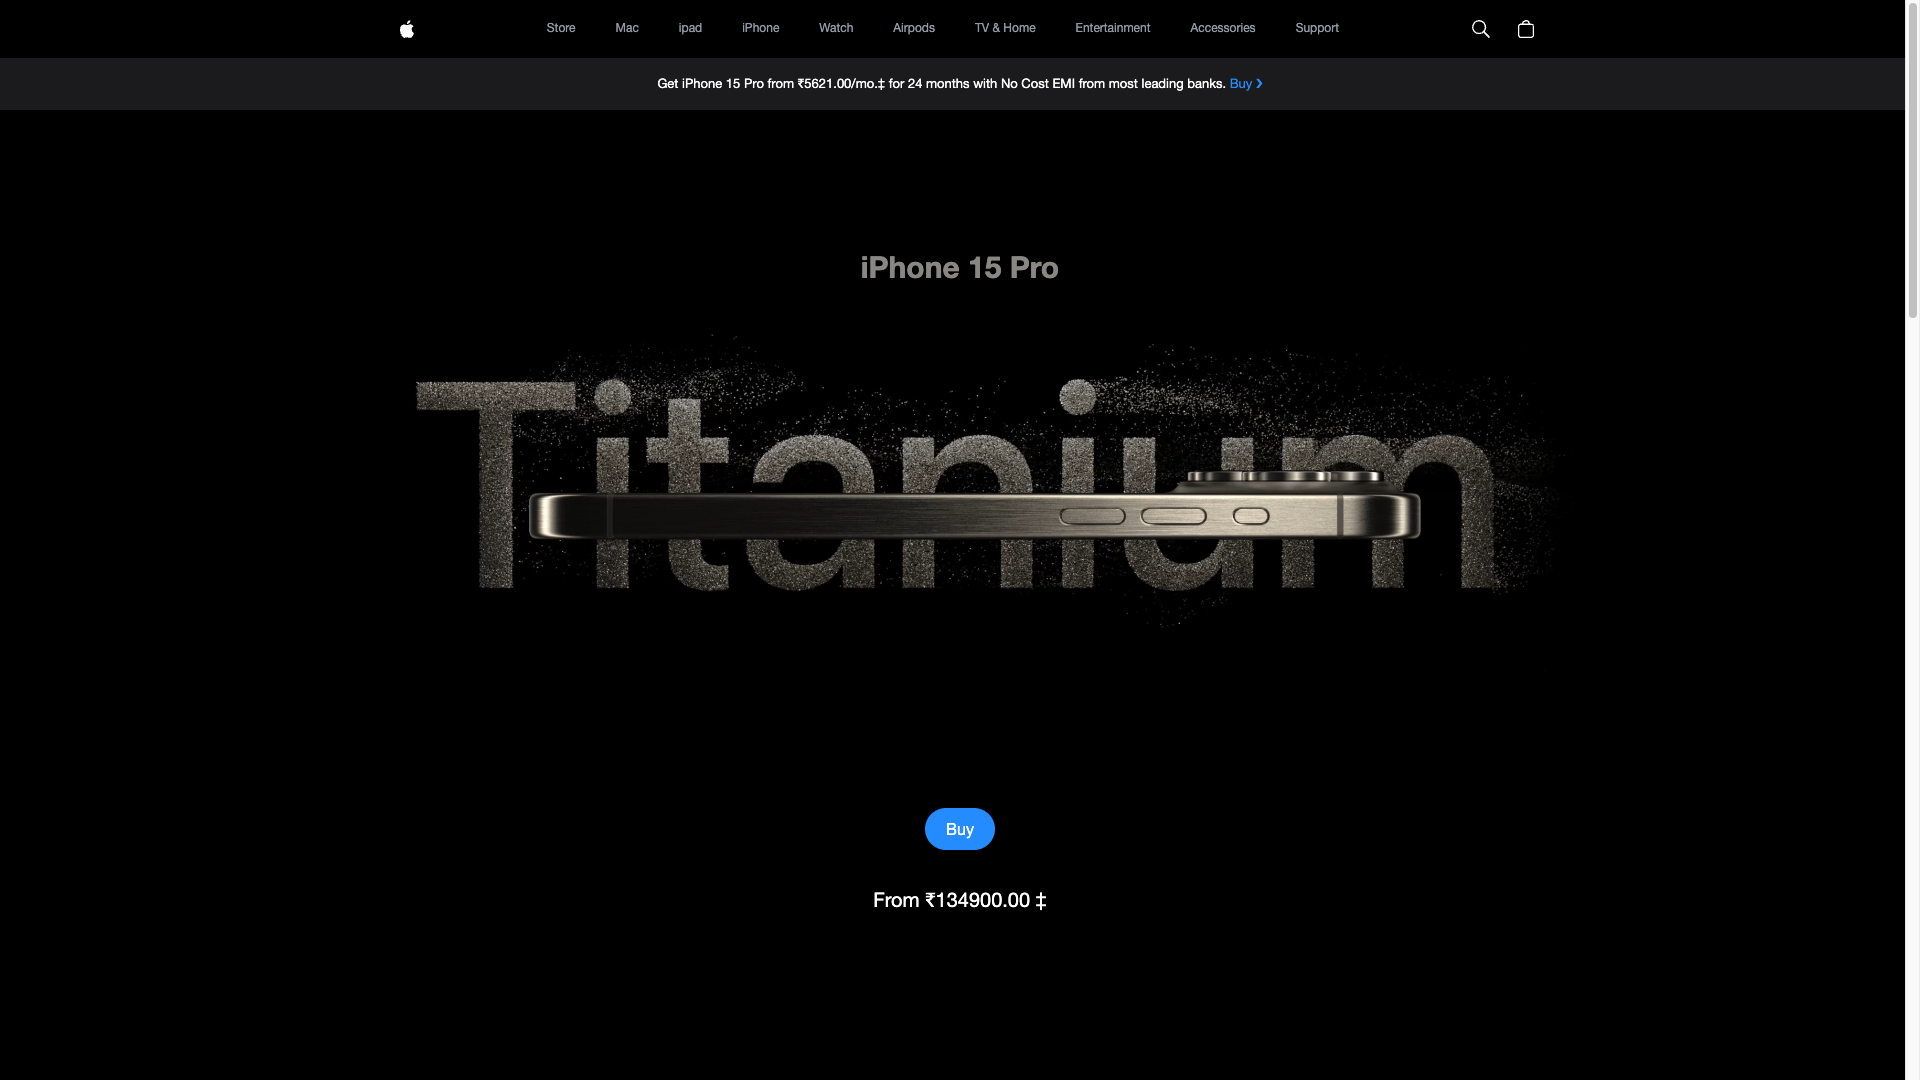 Store Mac ipad iPhone Watch Airpods TV & Home Entertainment Accessories Support
Get iPhone 15 Pro from ₹5621.00/mo.‡ for 24 months with No Cost EMI from most leading banks. Buy ›
iPhone 15 Pro
Titanium
Buy
From ₹134900.00 ‡